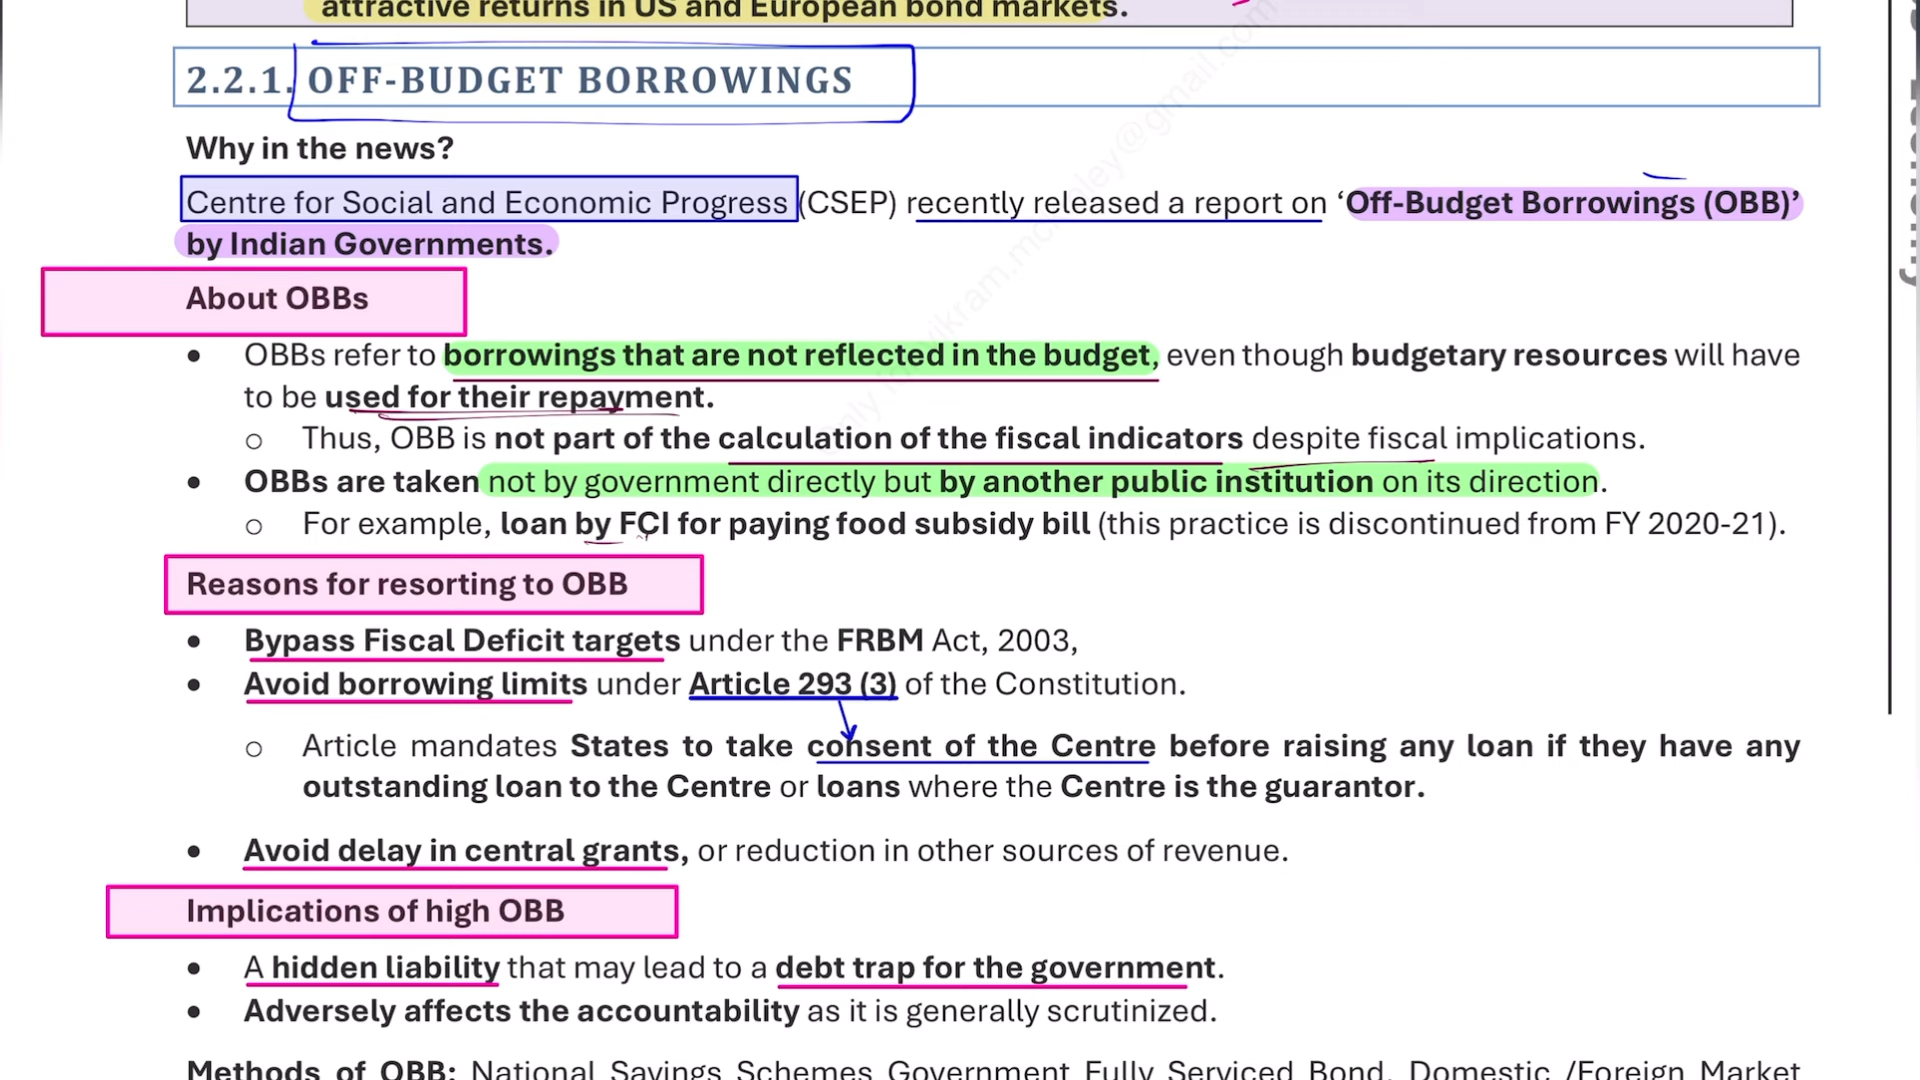 attractive returns in US and European bond markets.
2.2.1. OFF-BUDGET BORROWINGS
Why in the news?
Centre for Social and Economic Progress (CSEP) recently released a report on ‘Off-Budget Borrowings (OBB)’
by Indian Governments.
About OBBs
• OBBs refer to borrowings that are not reflected in the budget, even though budgetary resources will have
to be used for their repayment.
o Thus, OBB is not part of the calculation of the fiscal indicators despite fiscal implications.
• OBBs are taken not by government directly but by another public institution on its direction.
o For example, loan by FCI for paying food subsidy bill (this practice is discontinued from FY 2020-21).
Reasons for resorting to OBB
• Bypass Fiscal Deficit targets under the FRBM Act, 2003,
• Avoid borrowing limits under Article 293 (3) of the Constitution.
o Article mandates States to take consent of the Centre before raising any loan if they have any
outstanding loan to the Centre or loans where the Centre is the guarantor.
• Avoid delay in central grants, or reduction in other sources of revenue.
Implications of high OBB
• A hidden liability that may lead to a debt trap for the government.
• Adversely affects the accountability as it is generally scrutinized.
Methods of OBB: National Savings Schemes Government Fully Serviced Bond, Domestic /Foreign Market